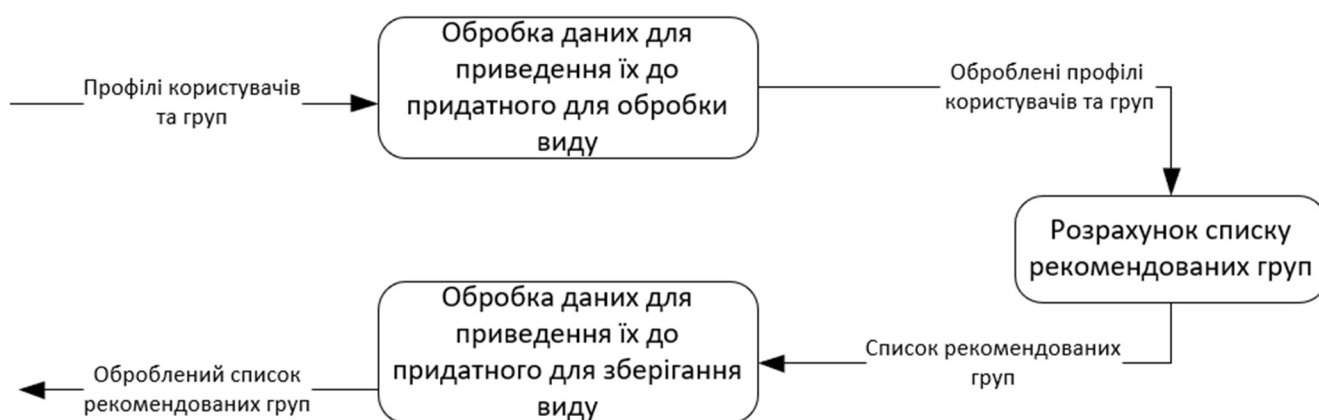 Профілі користувачів
та груп
Обробка даних для
приведення їх до
придатного для обробки
виду
Оброблені профілі
користувачів та груп
Розрахунок списку
рекомендованих груп
Список рекомендованих
груп
Обробка даних для
приведення їх до
придатного для зберігання
виду
Оброблений список
рекомендованих груп